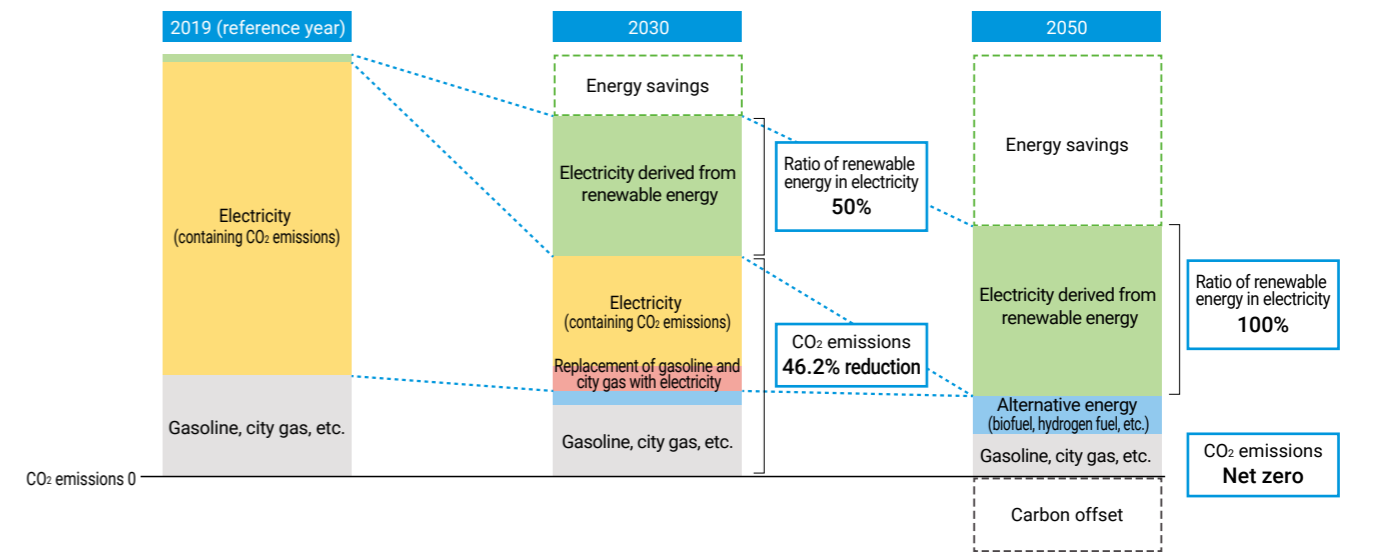 2019 (reference year)
2030
2050
Electricity
(containing CO₂ emissions)
Gasoline, city gas, etc.
CO₂ emissions 0
Energy savings
Electricity derived from
renewable energy
Electricity
(containing CO₂ emissions)
Replacement of gasoline and
city gas with electricity
Gasoline, city gas, etc.
Ratio of renewable
energy in electricity
50%
CO₂ emissions
46.2% reduction
Energy savings
Electricity derived from
renewable energy
Alternative energy
(biofuel, hydrogen fuel, etc.)
Gasoline, city gas, etc.
Carbon offset
Ratio of renewable
energy in electricity
100%
CO₂ emissions
Net zero